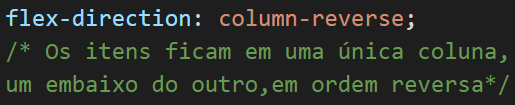 flex-direction: column-reverse;
/* Os itens ficam em uma única coluna,
um embaixo do outro,em ordem reversa*/